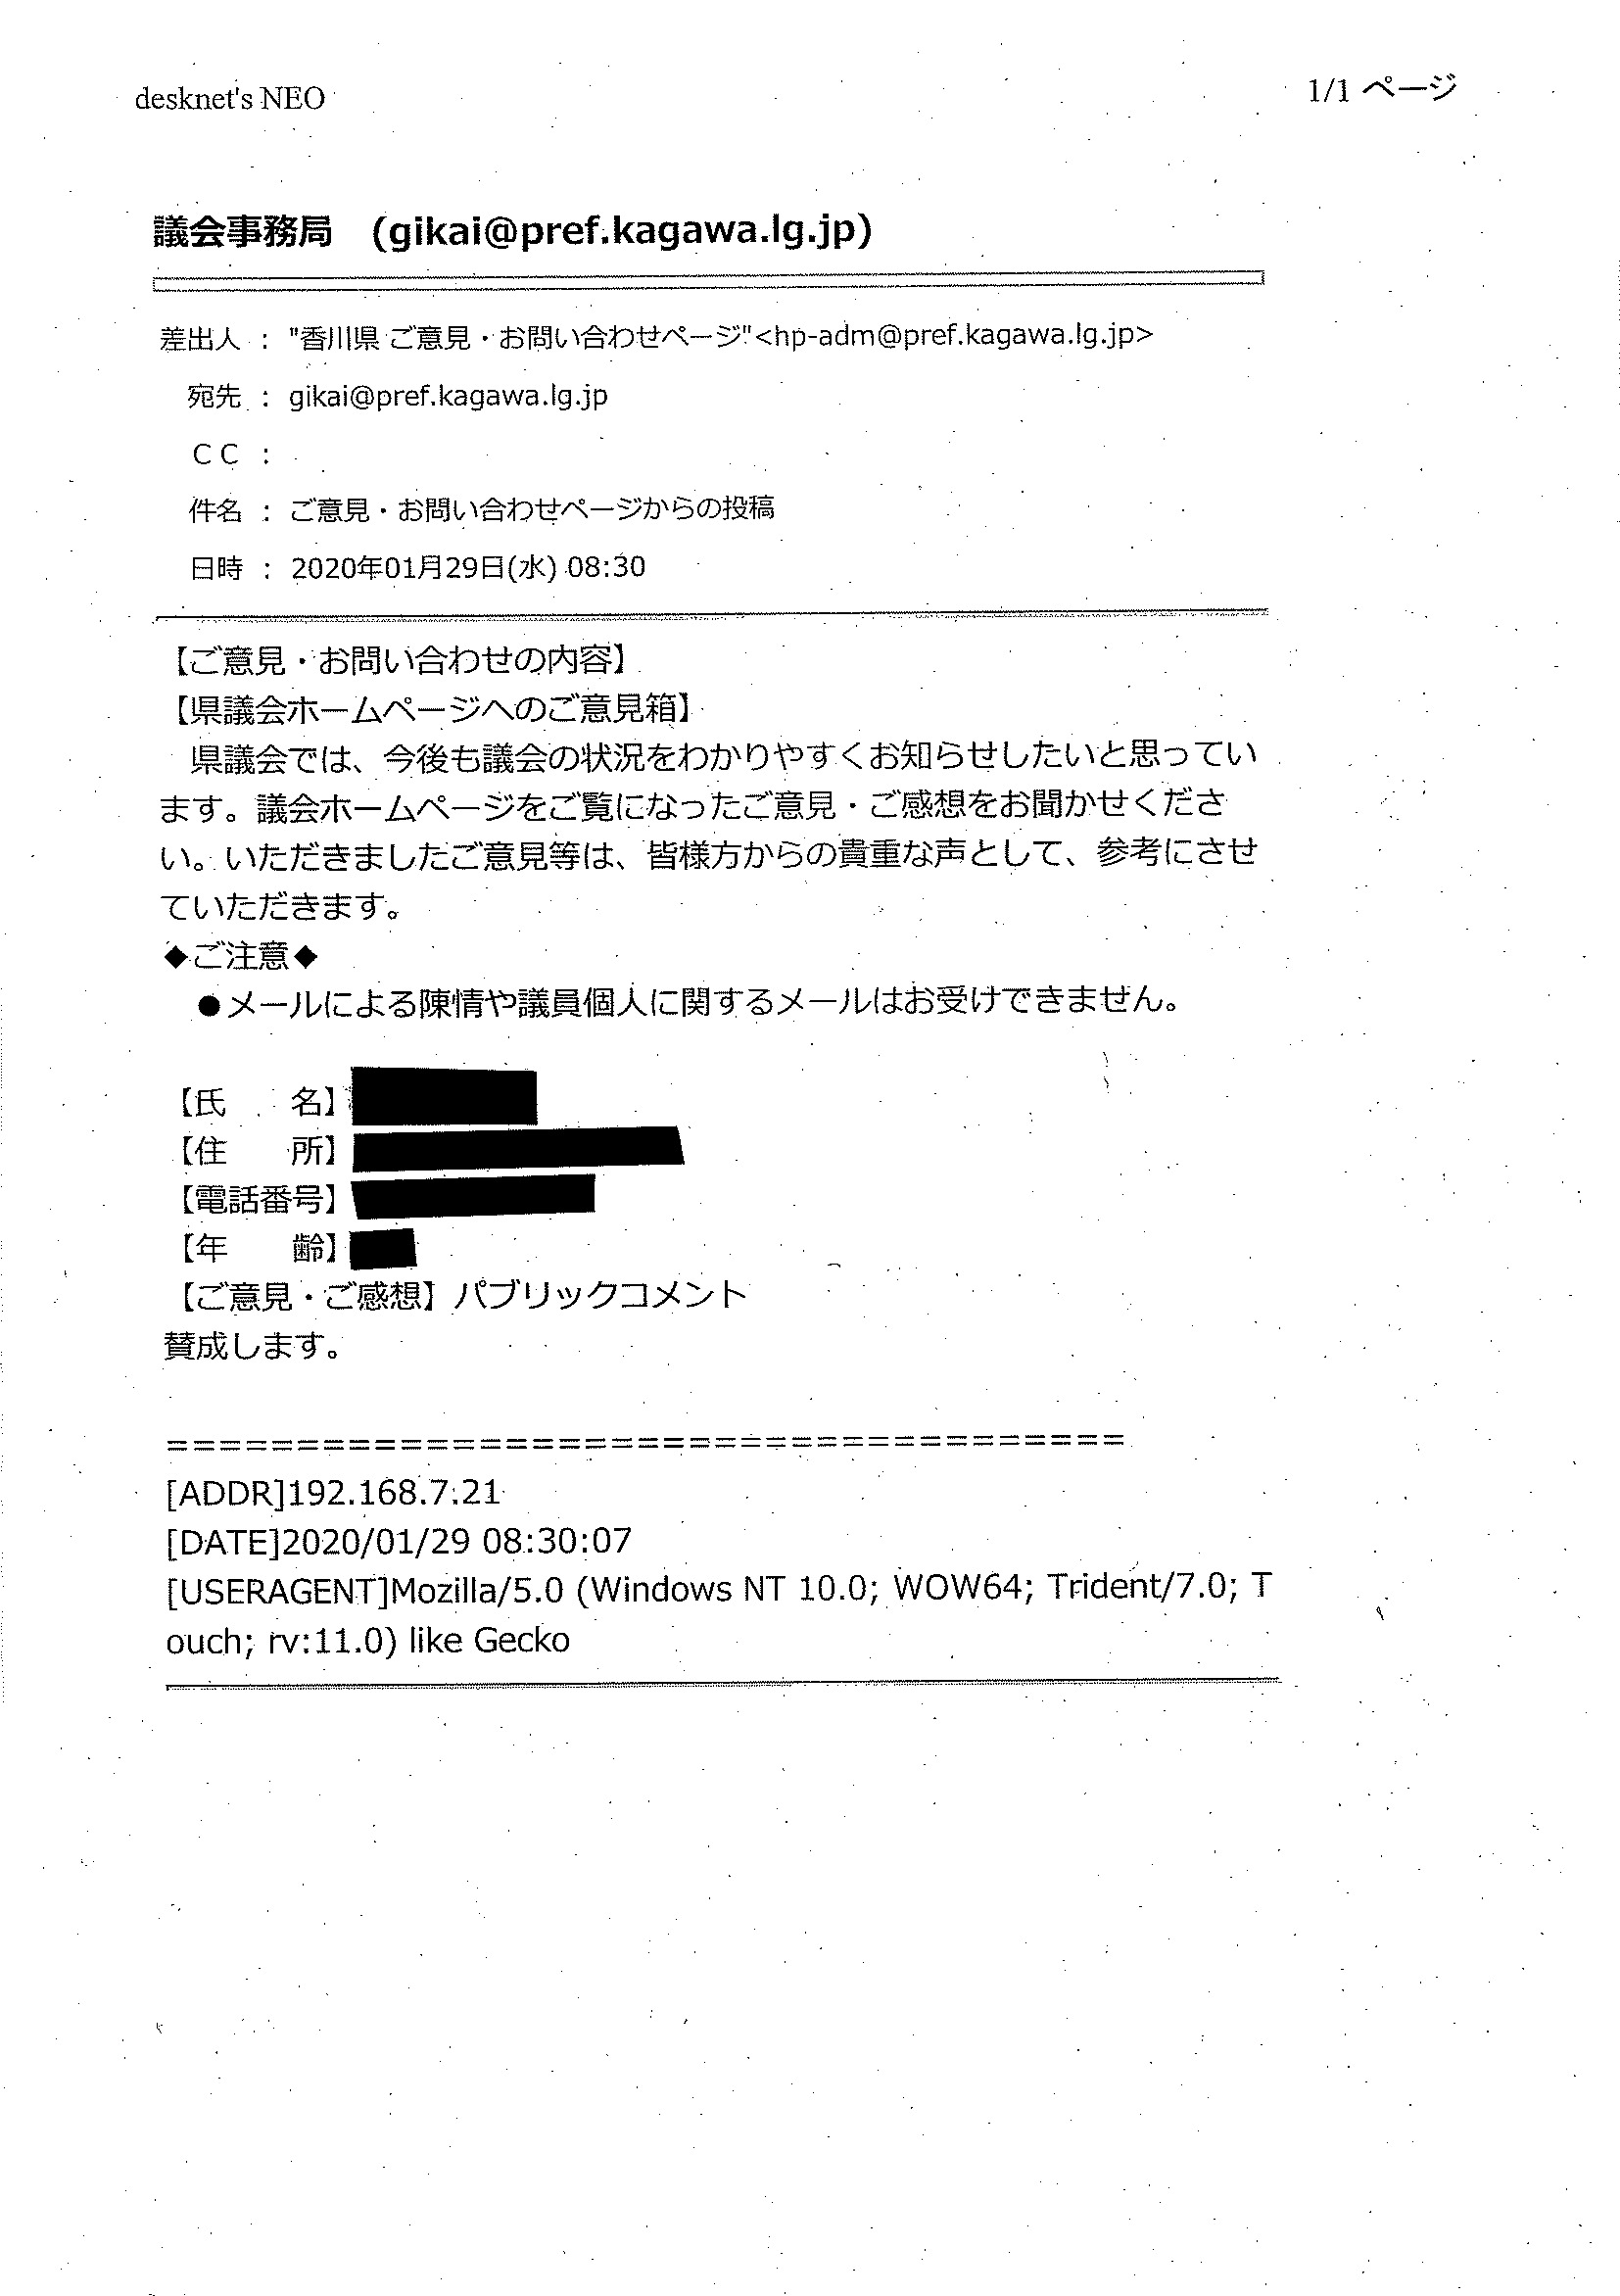 desknet's NEO
1/1 ページ
議会事務局 (gikai@pref.kagawa.lg.jp)
差出人 : "香川県 ご意見・お問い合わせページ"<hp-adm@pref.kagawa.lg.jp>
宛先 : gikai@pref.kagawa.lg.jp
ＣＣ :
件名 : ご意見・お問い合わせページからの投稿
日時 : 2020年01月29日(水) 08:30
【ご意見・お問い合わせの内容】
【県議会ホームページへのご意見箱】
　県議会では、今後も議会の状況をわかりやすくお知らせしたいと思ってい
ます。議会ホームページをご覧になったご意見・ご感想をお聞かせくださ
い。いただきましたご意見等は、皆様方からの貴重な声として、参考にさせ
ていただきます。
◆ご注意◆
　●メールによる陳情や議員個人に関するメールはお受けできません。
【氏　　名】
【住　　所】
【電話番号】
【年　　齢】
【ご意見・ご感想】パブリックコメント
賛成します。
=====================================
[ADDR]192.168.7.21
[DATE]2020/01/29 08:30:07
[USERAGENT]Mozilla/5.0 (Windows NT 10.0; WOW64; Trident/7.0; T
ouch; rv:11.0) like Gecko